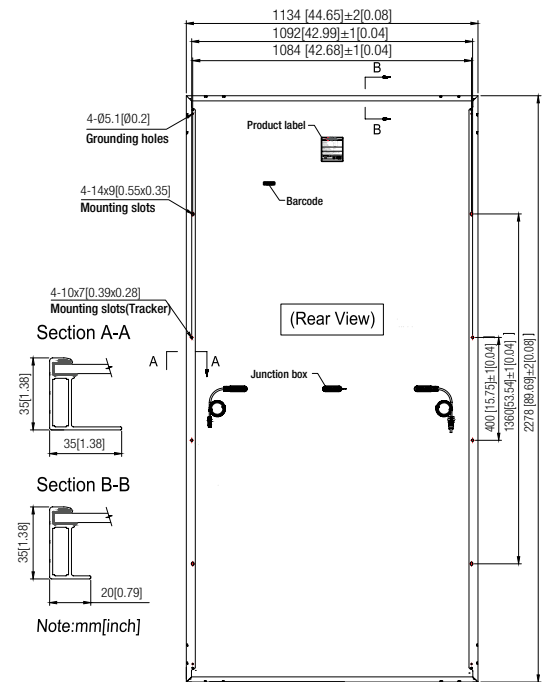 1134 [44.65]±2[0.08]
1092[42.99]±1[0.04]
1084 [42.68]±1[0.04]
B
B
4-Ø5.1[Ø0.2]
Grounding holes
Product label
4-14x9[0.55x0.35]
Mounting slots
Barcode
4-10x7[0.39x0.28]
Mounting slots(Tracker)
(Rear View)
Section A-A
A
A
Junction box
35[1.38]
35[1.38]
400 [15.75]±1[0.04]
1360[53.54]±1[0.04 ]
2278 [89.69]±2[0.08]
Section B-B
35[1.38]
20[0.79]
Note:mm[inch]